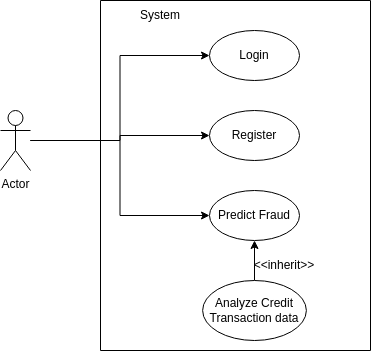 System
Login
Register
Actor
Predict Fraud
<<inherit>>
Analyze Credit
Transaction data